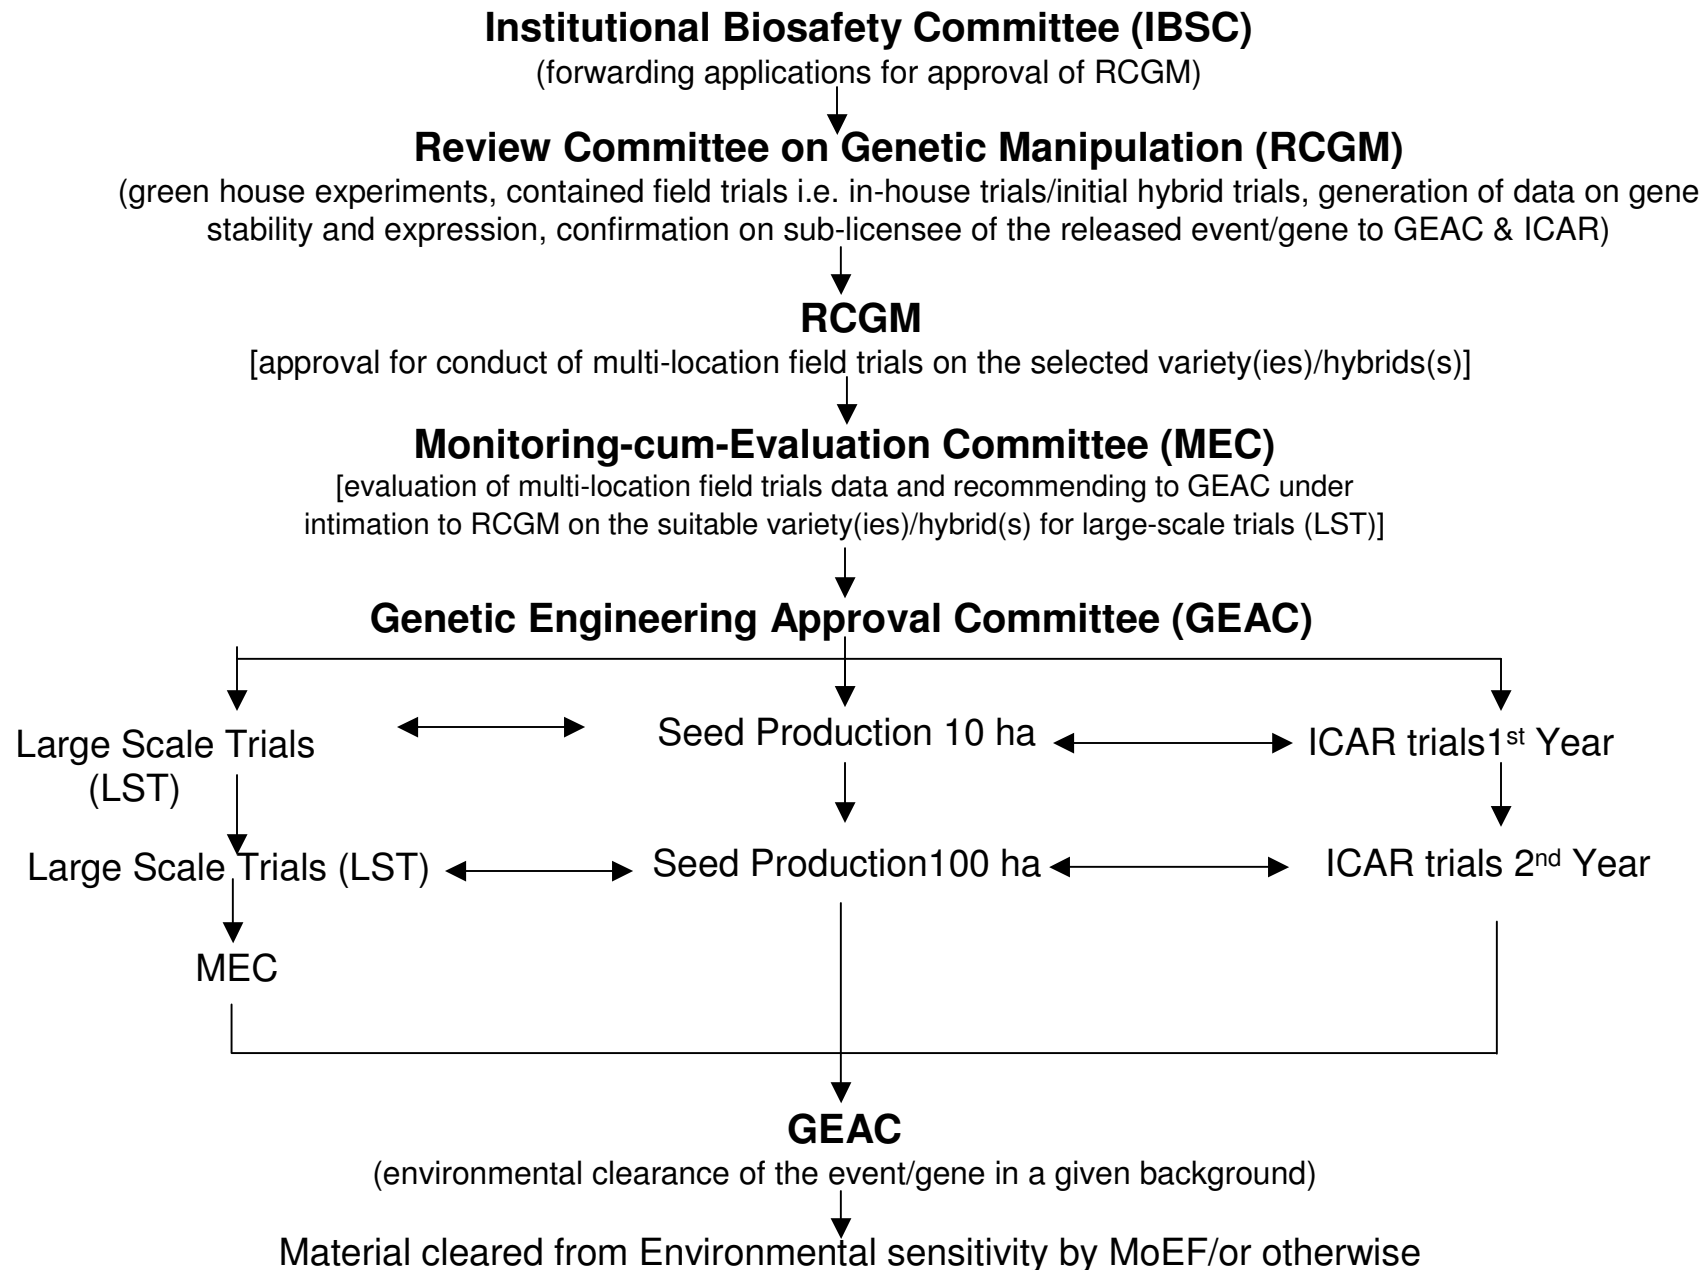 Institutional Biosafety Committee (IBSC)
(forwarding applications for approval of RCGM)
Review Committee on Genetic Manipulation (RCGM)
(green house experiments, contained field trials i.e. in-house trials/initial hybrid trials, generation of data on gene
stability and expression, confirmation on sub-licensee of the released event/gene to GEAC & ICAR)
RCGM
[approval for conduct of multi-location field trials on the selected variety(ies)/hybrids(s)]
Monitoring-cum-Evaluation Committee (MEC)
[evaluation of multi-location field trials data and recommending to GEAC under
intimation to RCGM on the suitable variety(ies)/hybrid(s) for large-scale trials (LST)]
Genetic Engineering Approval Committee (GEAC)
Large Scale Trials
(LST)
Seed Production 10 ha
ICAR trials1st Year
Large Scale Trials (LST)
Seed Production100 ha
ICAR trials 2nd Year
MEC
GEAC
(environmental clearance of the event/gene in a given background)
Material cleared from Environmental sensitivity by MoEF/or otherwise